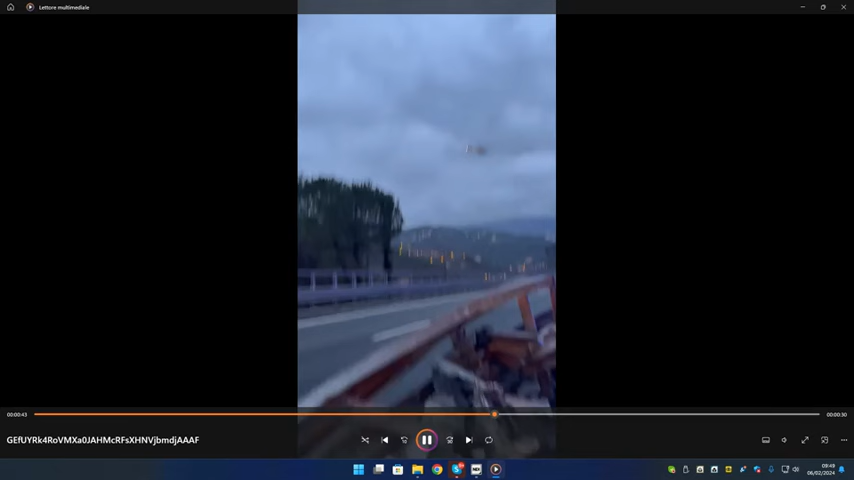 Lettore multimediale
00:00:43
00:00:30
GEfUYRk4RoVMXa0JAHMcRFsXHNVjbmdjAAAF
09:49
06/02/2024